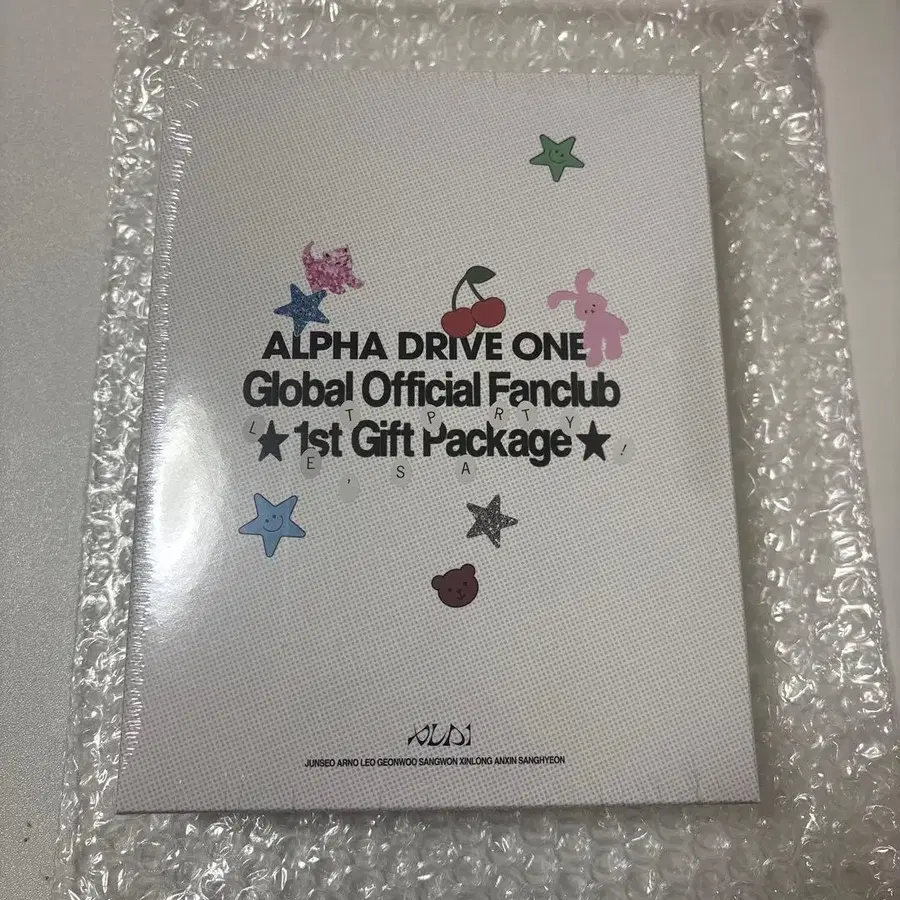 ALPHA DRIVE ONE
Global Official Fanclub
LET'S PARTY!
★1st Gift Package★
ALD1
JUNSEO ARNO LEO GEONWOO SANGWON XINLONG ANXIN SANGHYEON